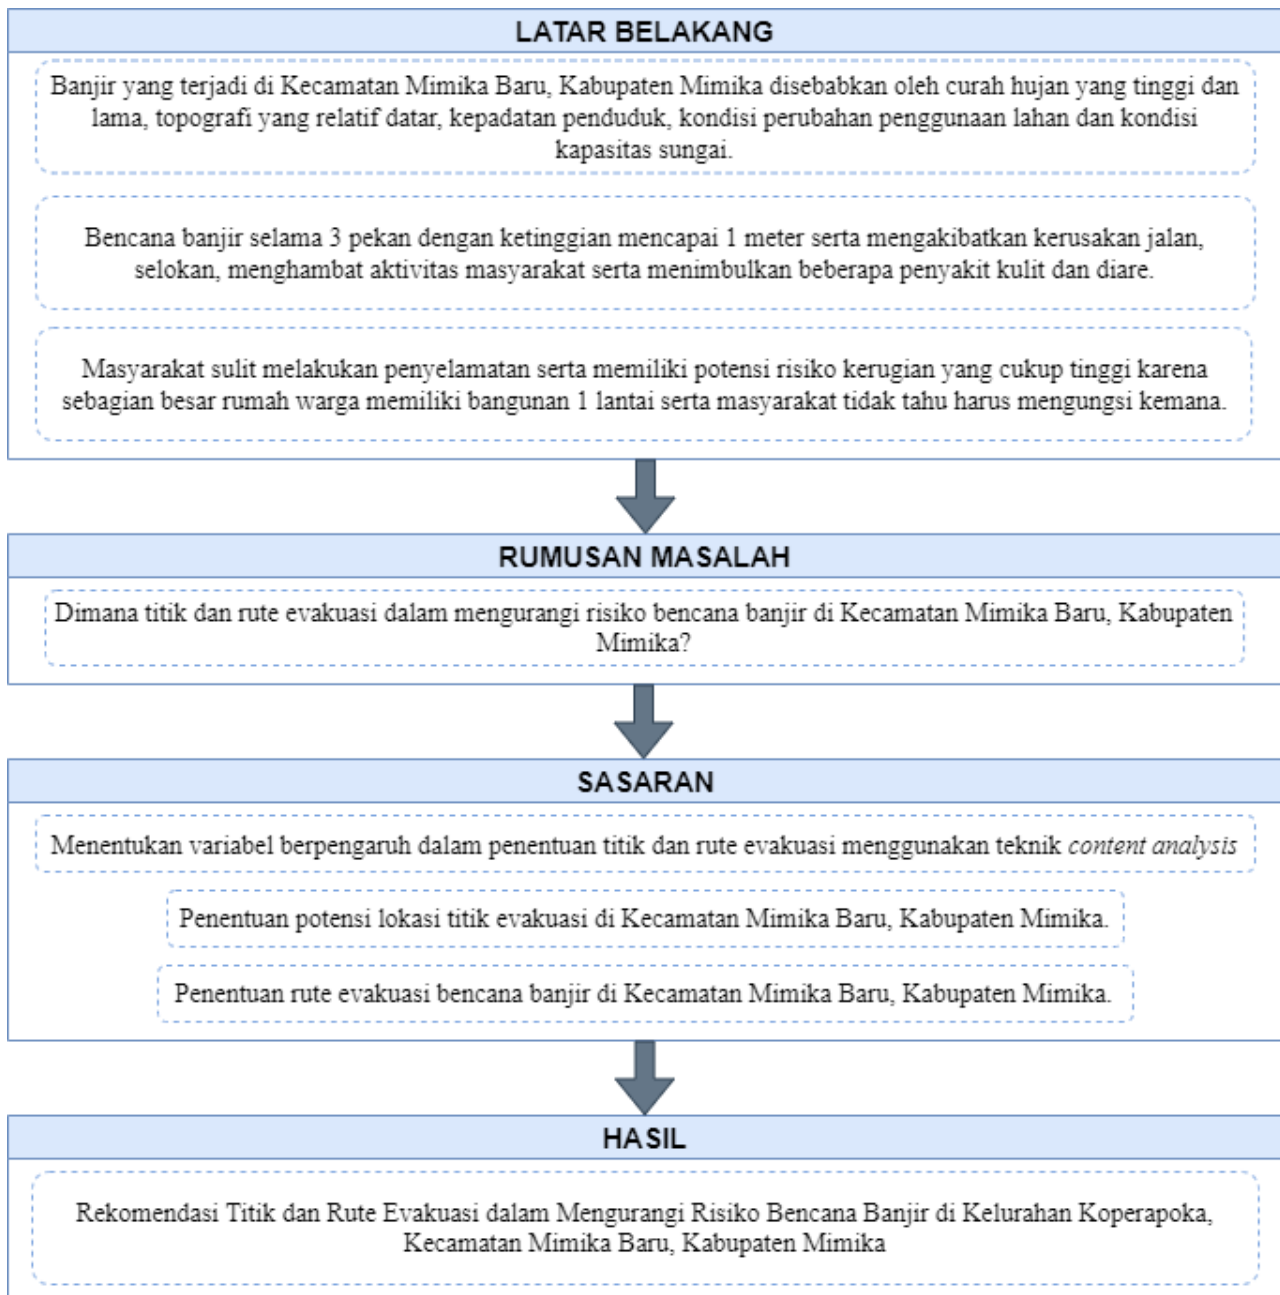 LATAR BELAKANG
Banjir yang terjadi di Kecamatan Mimika Baru, Kabupaten Mimika disebabkan oleh curah hujan yang tinggi dan
lama, topografi yang relatif datar, kepadatan penduduk, kondisi perubahan penggunaan lahan dan kondisi
kapasitas sungai.
Bencana banjir selama 3 pekan dengan ketinggian mencapai 1 meter serta mengakibatkan kerusakan jalan,
selokan, menghambat aktivitas masyarakat serta menimbulkan beberapa penyakit kulit dan diare.
Masyarakat sulit melakukan penyelamatan serta memiliki potensi risiko kerugian yang cukup tinggi karena
sebagian besar rumah warga memiliki bangunan 1 lantai serta masyarakat tidak tahu harus mengungsi kemana.
RUMUSAN MASALAH
Dimana titik dan rute evakuasi dalam mengurangi risiko bencana banjir di Kecamatan Mimika Baru, Kabupaten
Mimika?
SASARAN
Menentukan variabel berpengaruh dalam penentuan titik dan rute evakuasi menggunakan teknik content analysis
Penentuan potensi lokasi titik evakuasi di Kecamatan Mimika Baru, Kabupaten Mimika.
Penentuan rute evakuasi bencana banjir di Kecamatan Mimika Baru, Kabupaten Mimika.
HASIL
Rekomendasi Titik dan Rute Evakuasi dalam Mengurangi Risiko Bencana Banjir di Kelurahan Koperapoka,
Kecamatan Mimika Baru, Kabupaten Mimika